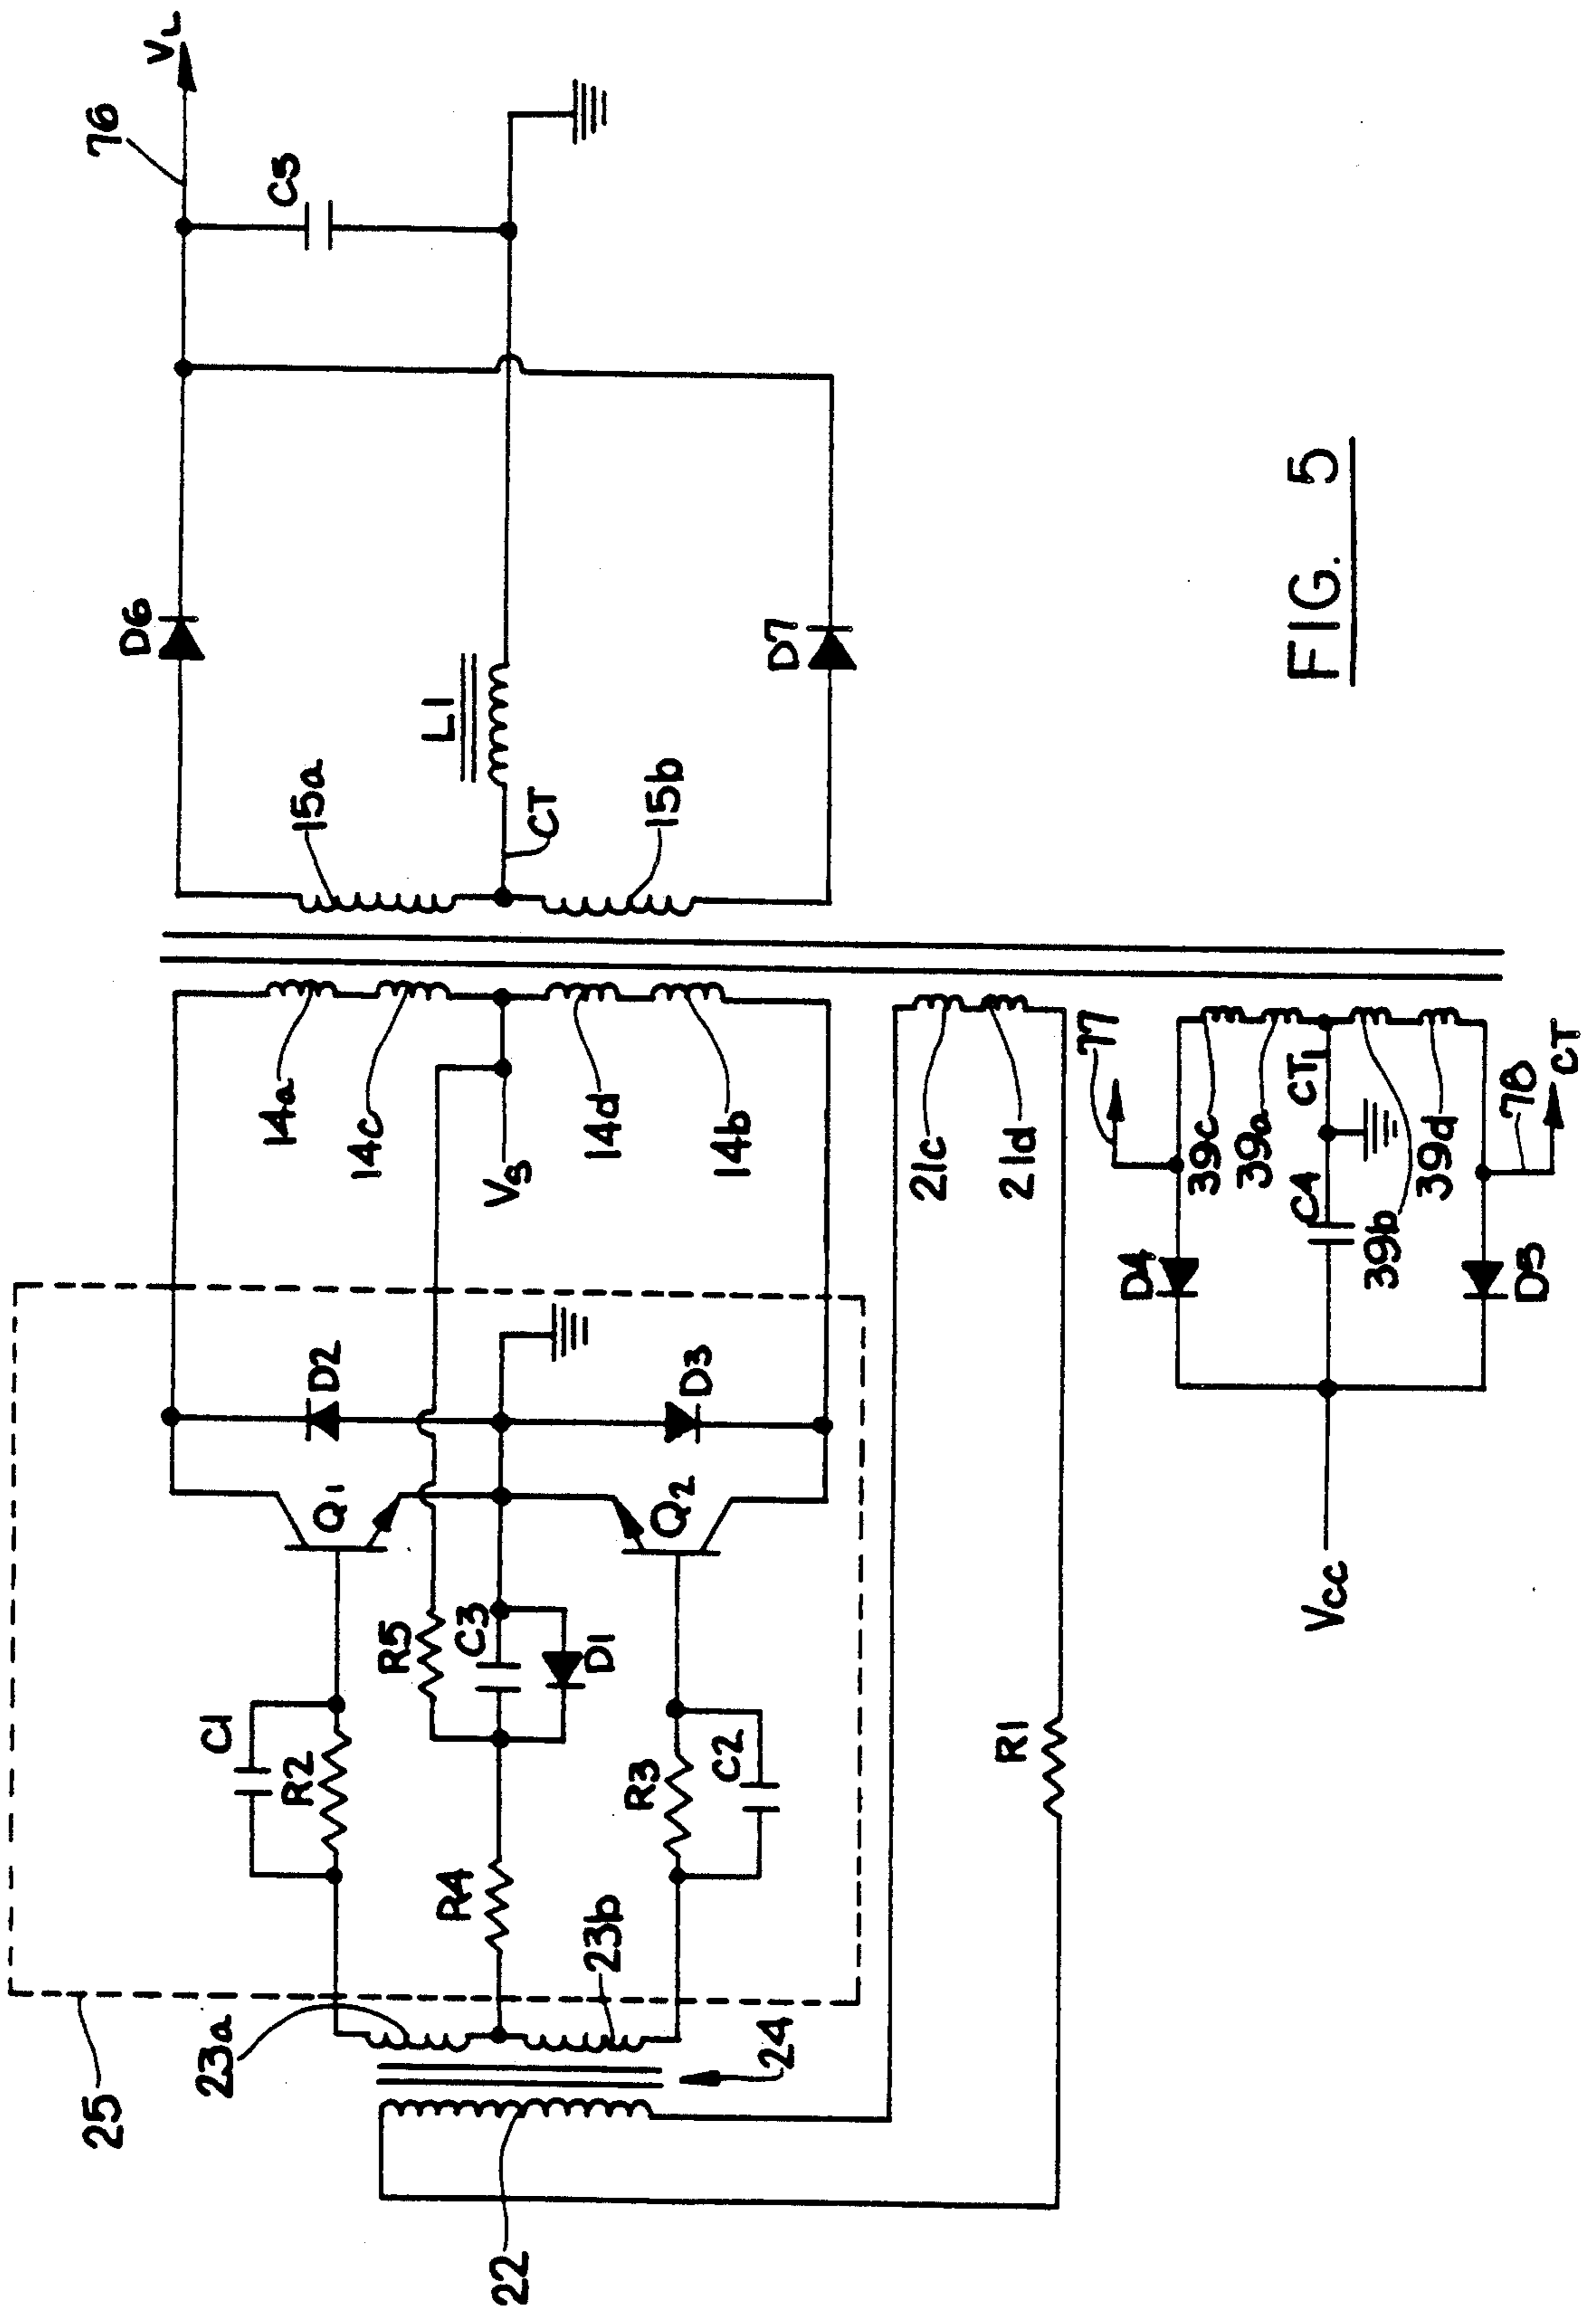 76
VL
C5
D6
L1
D7
15a
CT
15b
FIG. 5
14a
14c
14d
14b
VS
21c
21d
77
39c
39a
CT1
39b
39d
78
CT
C4
D4
D5
VCC
D2
D3
Q1
Q2
R5
C3
D1
C1
R2
R3
C2
R4
R1
23a
23b
24
25
22